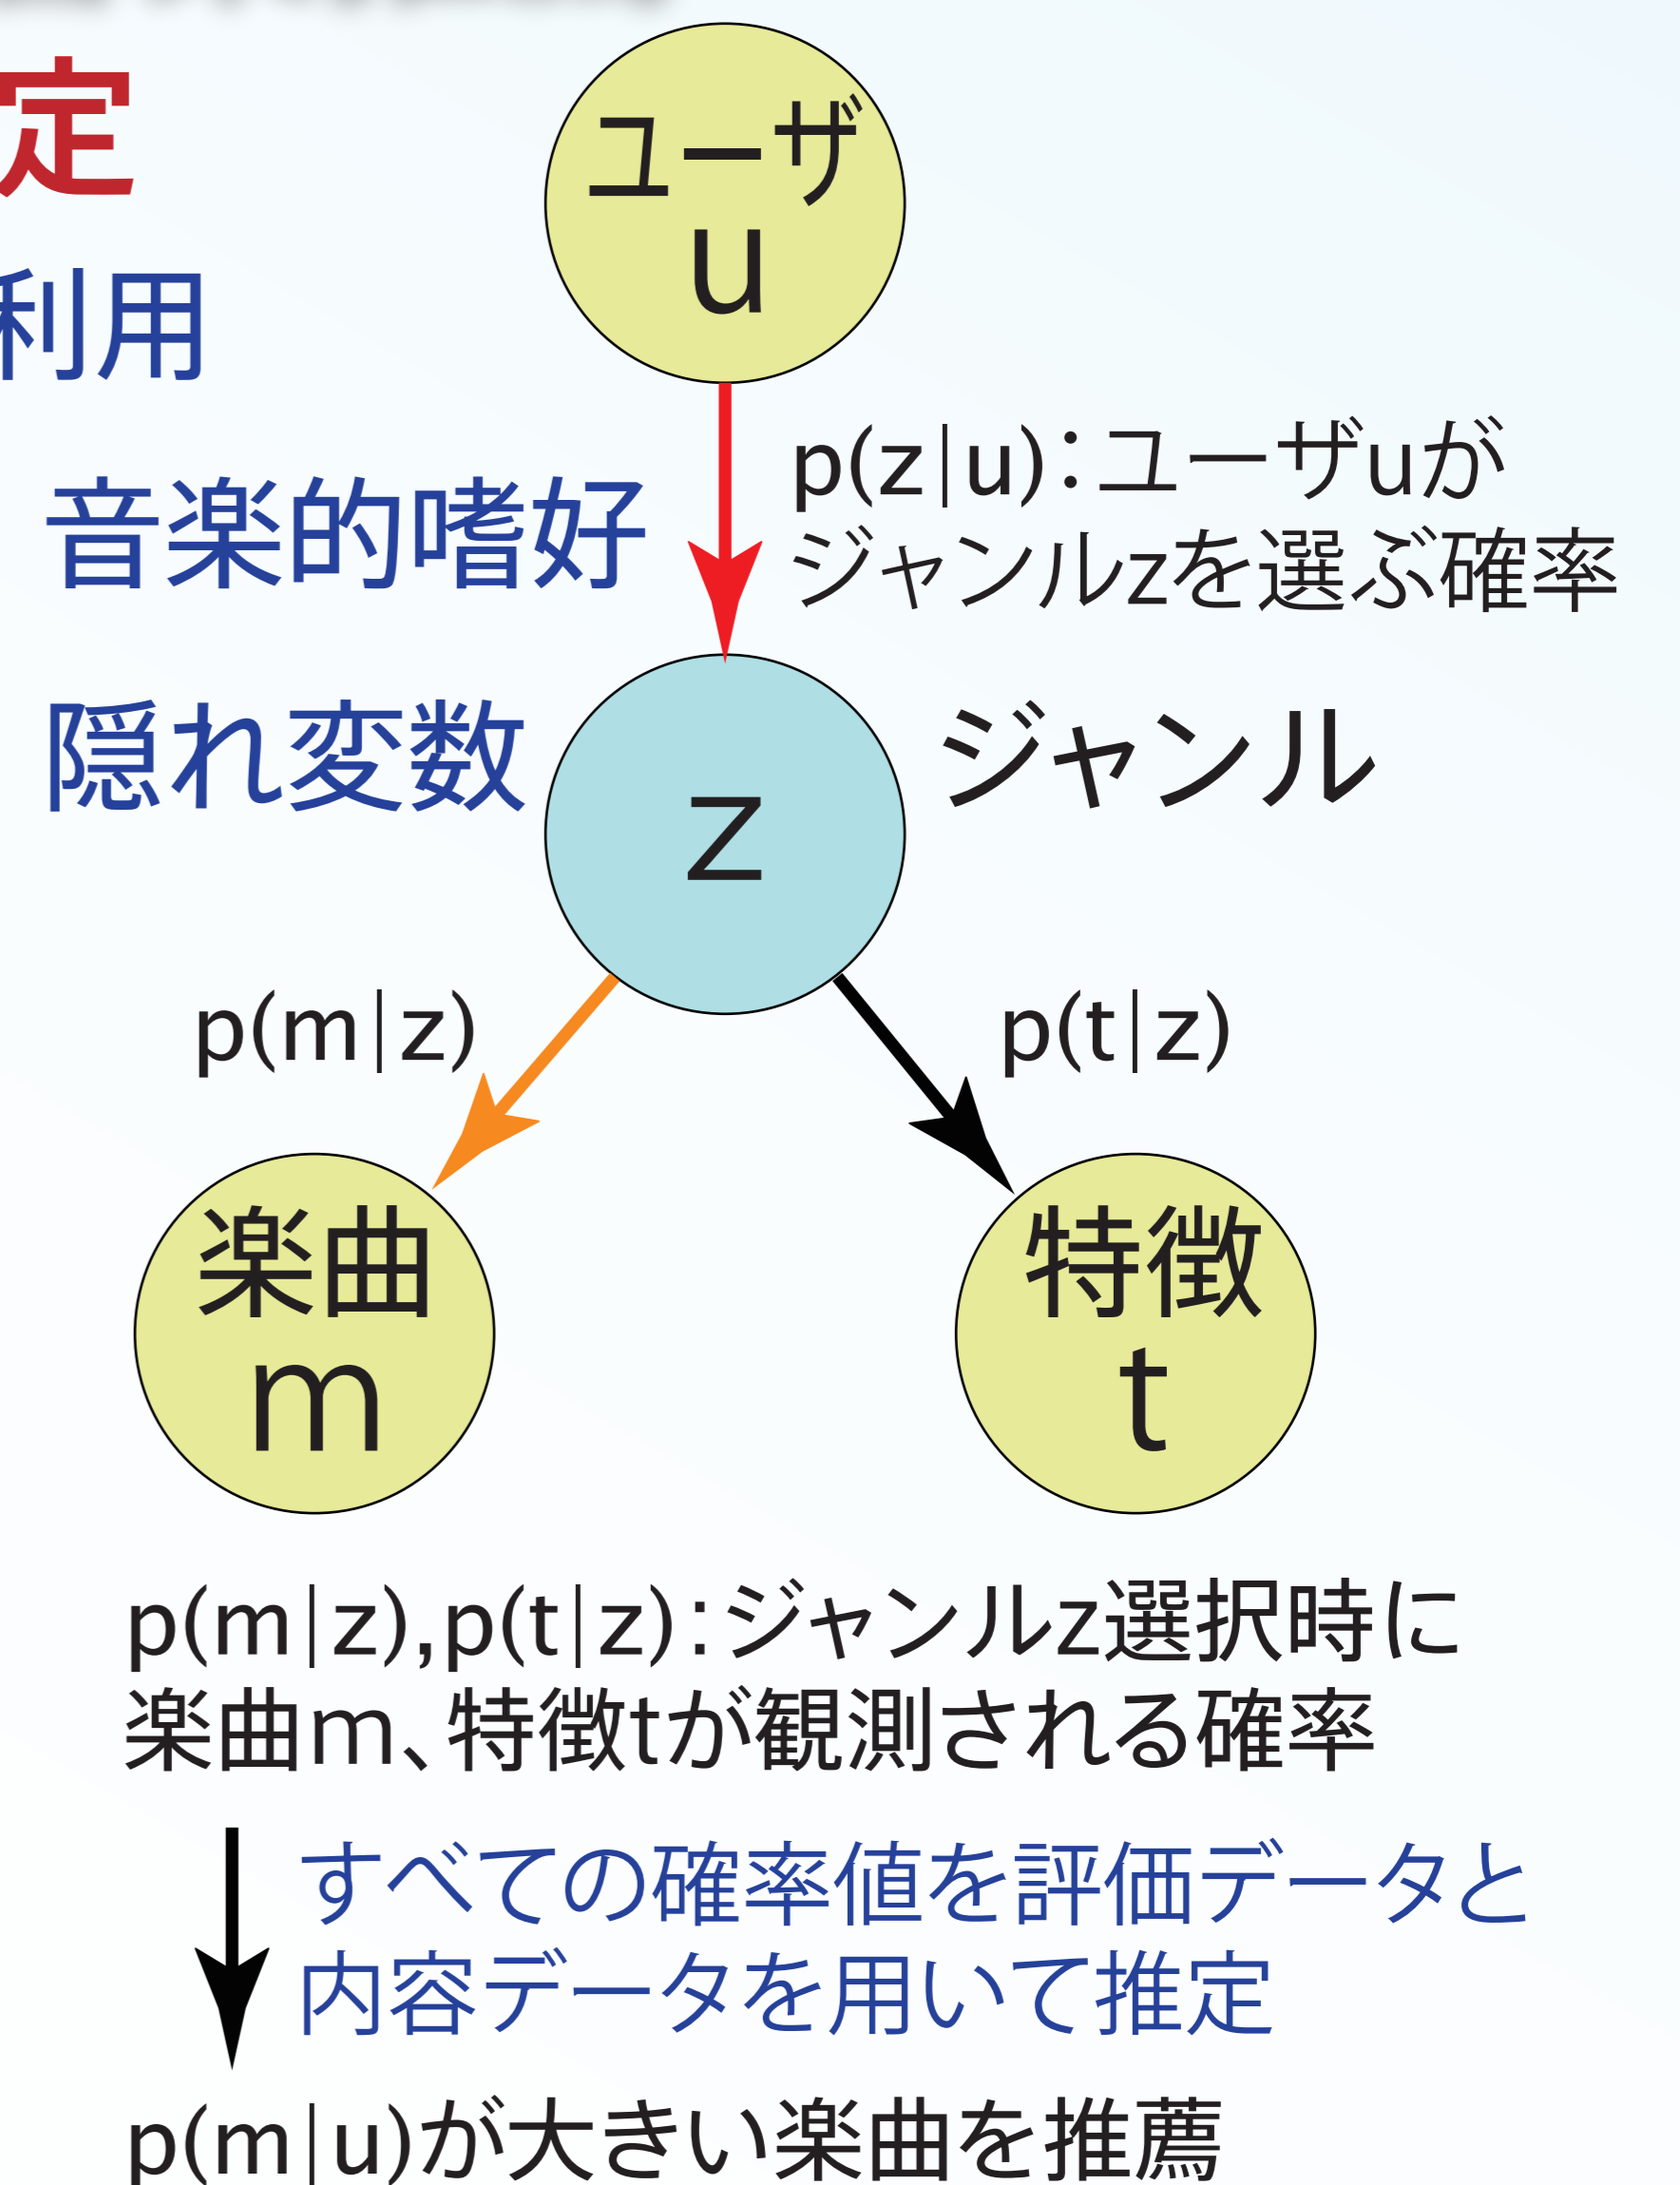 定
ユーザ
u
利用
p(z|u):ユーザuが
ジャンルzを選ぶ確率
音楽的嗜好
隠れ変数
z
ジャンル
p(m|z)
p(t|z)
楽曲
m
特徴
t
p(m|z),p(t|z):ジャンルz選択時に
楽曲m、特徴tが観測される確率
すべての確率値を評価データと
内容データを用いて推定
p(m|u)が大きい楽曲を推薦